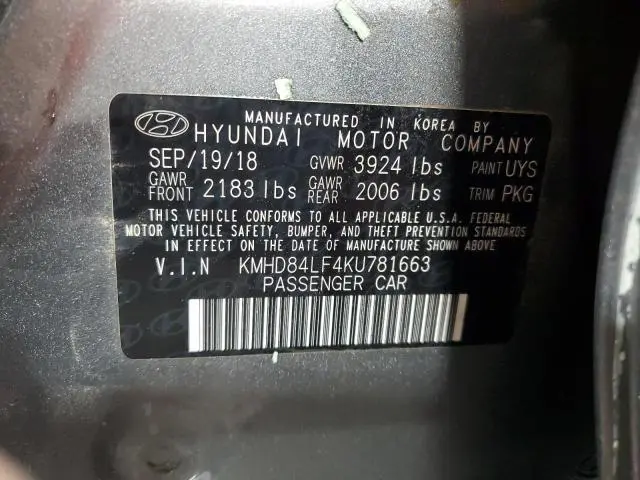 MANUFACTURED IN KOREA BY
HYUNDAI MOTOR COMPANY
SEP/19/18 GVWR 3924 lbs PAINT UYS
GAWR FRONT 2183 lbs GAWR REAR 2006 lbs TRIM PKG
THIS VEHICLE CONFORMS TO ALL APPLICABLE U.S.A. FEDERAL
MOTOR VEHICLE SAFETY, BUMPER, AND THEFT PREVENTION STANDARDS
IN EFFECT ON THE DATE OF MANUFACTURE SHOWN ABOVE
V.I.N KMHD84LF4KU781663
PASSENGER CAR